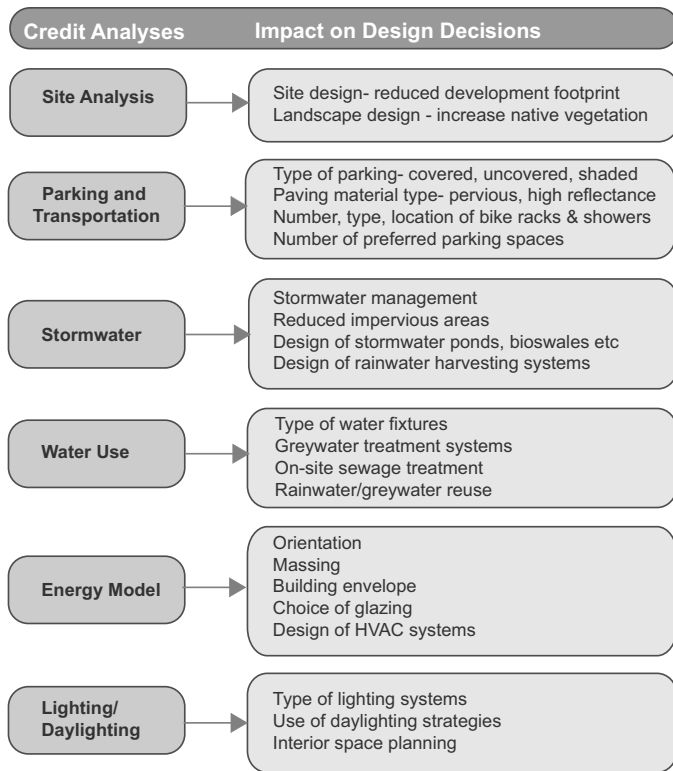 Credit Analyses
Impact on Design Decisions
Site Analysis
Site design- reduced development footprint
Landscape design - increase native vegetation
Parking and
Transportation
Type of parking- covered, uncovered, shaded
Paving material type- pervious, high reflectance
Number, type, location of bike racks & showers
Number of preferred parking spaces
Stormwater
Stormwater management
Reduced impervious areas
Design of stormwater ponds, bioswales etc
Design of rainwater harvesting systems
Water Use
Type of water fixtures
Greywater treatment systems
On-site sewage treatment
Rainwater/greywater reuse
Energy Model
Orientation
Massing
Building envelope
Choice of glazing
Design of HVAC systems
Lighting/
Daylighting
Type of lighting systems
Use of daylighting strategies
Interior space planning